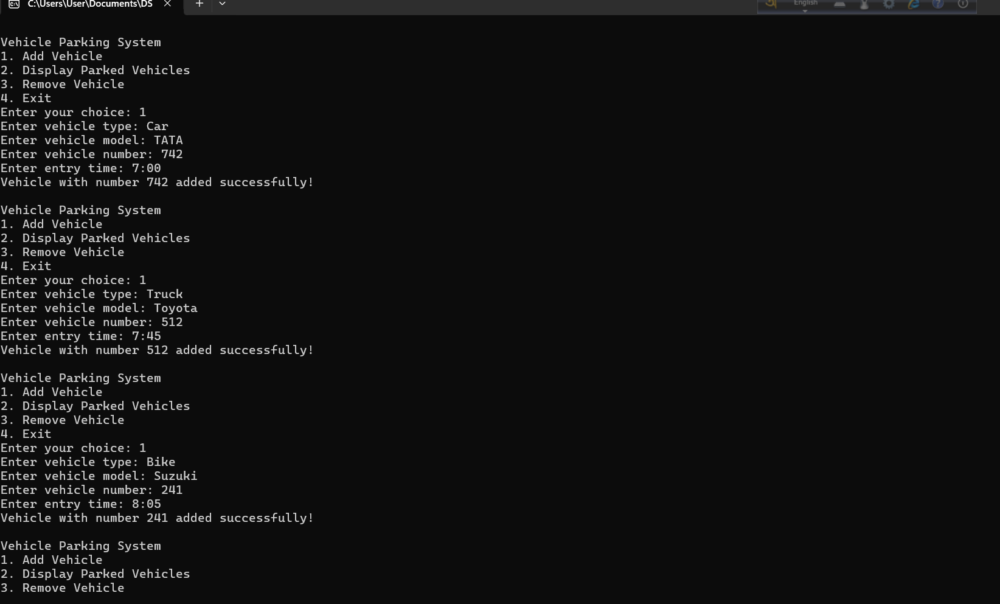 C:\Users\User\Documents\DS
English
Vehicle Parking System
1. Add Vehicle
2. Display Parked Vehicles
3. Remove Vehicle
4. Exit
Enter your choice: 1
Enter vehicle type: Car
Enter vehicle model: TATA
Enter vehicle number: 742
Enter entry time: 7:00
Vehicle with number 742 added successfully!

Vehicle Parking System
1. Add Vehicle
2. Display Parked Vehicles
3. Remove Vehicle
4. Exit
Enter your choice: 1
Enter vehicle type: Truck
Enter vehicle model: Toyota
Enter vehicle number: 512
Enter entry time: 7:45
Vehicle with number 512 added successfully!

Vehicle Parking System
1. Add Vehicle
2. Display Parked Vehicles
3. Remove Vehicle
4. Exit
Enter your choice: 1
Enter vehicle type: Bike
Enter vehicle model: Suzuki
Enter vehicle number: 241
Enter entry time: 8:05
Vehicle with number 241 added successfully!

Vehicle Parking System
1. Add Vehicle
2. Display Parked Vehicles
3. Remove Vehicle